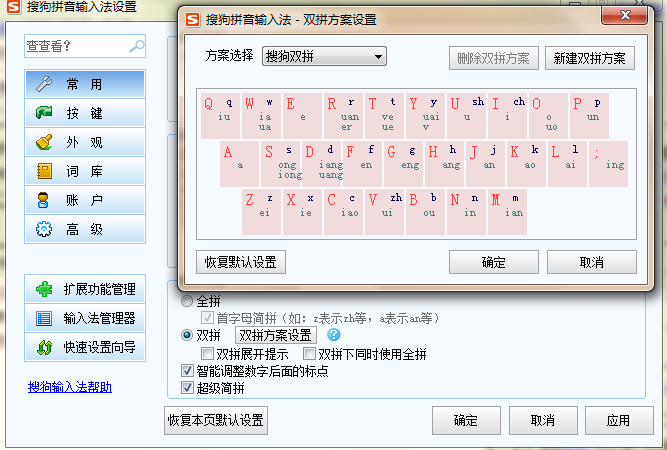 搜狗拼音输入法设置
搜狗拼音输入法 - 双拼方案设置
查查看？
方案选择 搜狗双拼 删除双拼方案 新建双拼方案
常 用
按 键
外 观
词 库
账 户
高 级
Q q iu
W w ia ua
E e
R r uan er
T t ve ue
Y y uai v
U sh u
I ch i
O o uo
P p un
A a
S s ong iong
D d iang uang
F f en
G g eng
H h ang
J j an
K k ao
L l ai
; ing
Z z ei
X x ie
C c iao
V zh ui
B b ou
N n in
M m ian
恢复默认设置 确定 取消
扩展功能管理
输入法管理器
快速设置向导
搜狗输入法帮助
全拼
首字母简拼（如：z表示zh等，a表示an等）
双拼 双拼方案设置 ?
双拼展开提示 双拼下同时使用全拼
智能调整数字后面的标点
超级简拼
恢复本页默认设置 确定 取消 应用